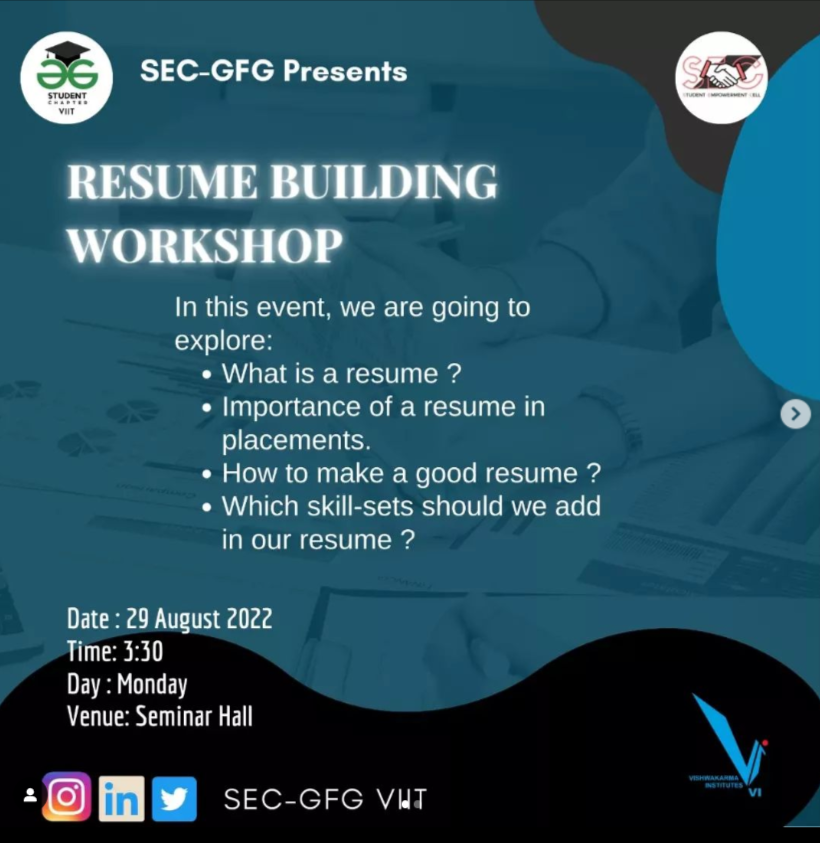 STUDENT
CHAPTER
VIIT
SEC-GFG Presents
SEC
STUDENT EMPOWERMENT CELL
RESUME BUILDING
WORKSHOP
In this event, we are going to
explore:
• What is a resume ?
• Importance of a resume in
placements.
• How to make a good resume ?
• Which skill-sets should we add
in our resume ?
Date : 29 August 2022
Time: 3:30
Day : Monday
Venue: Seminar Hall
VISHWAKARMA
INSTITUTES
VI
in
SEC-GFG VIIT